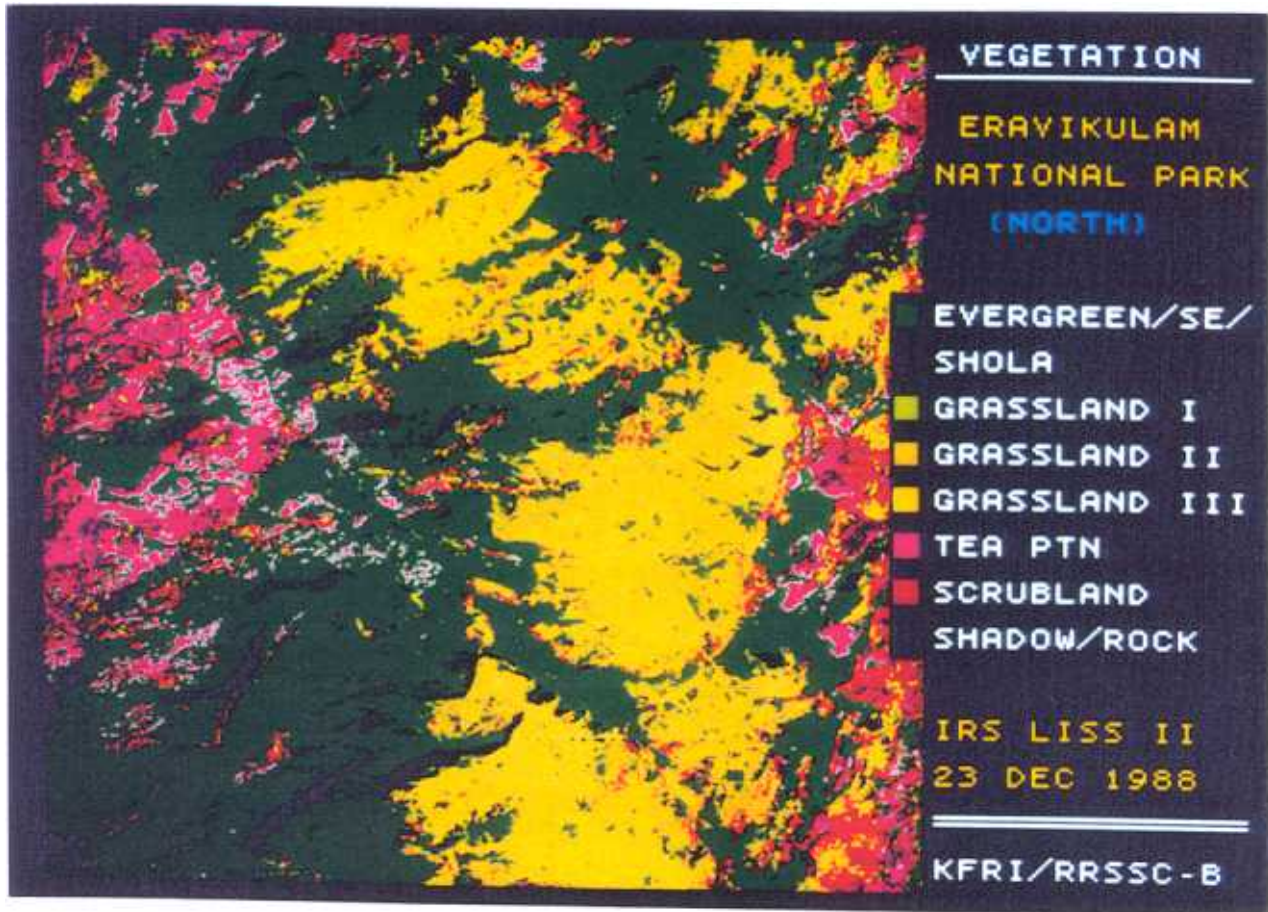 VEGETATION
ERAVIKULAM
NATIONAL PARK
(NORTH)
EVERGREEN/SE/
SHOLA
GRASSLAND I
GRASSLAND II
GRASSLAND III
TEA PTN
SCRUBLAND
SHADOW/ROCK
IRS LISS II
23 DEC 1988
KFRI/RRSSC-B